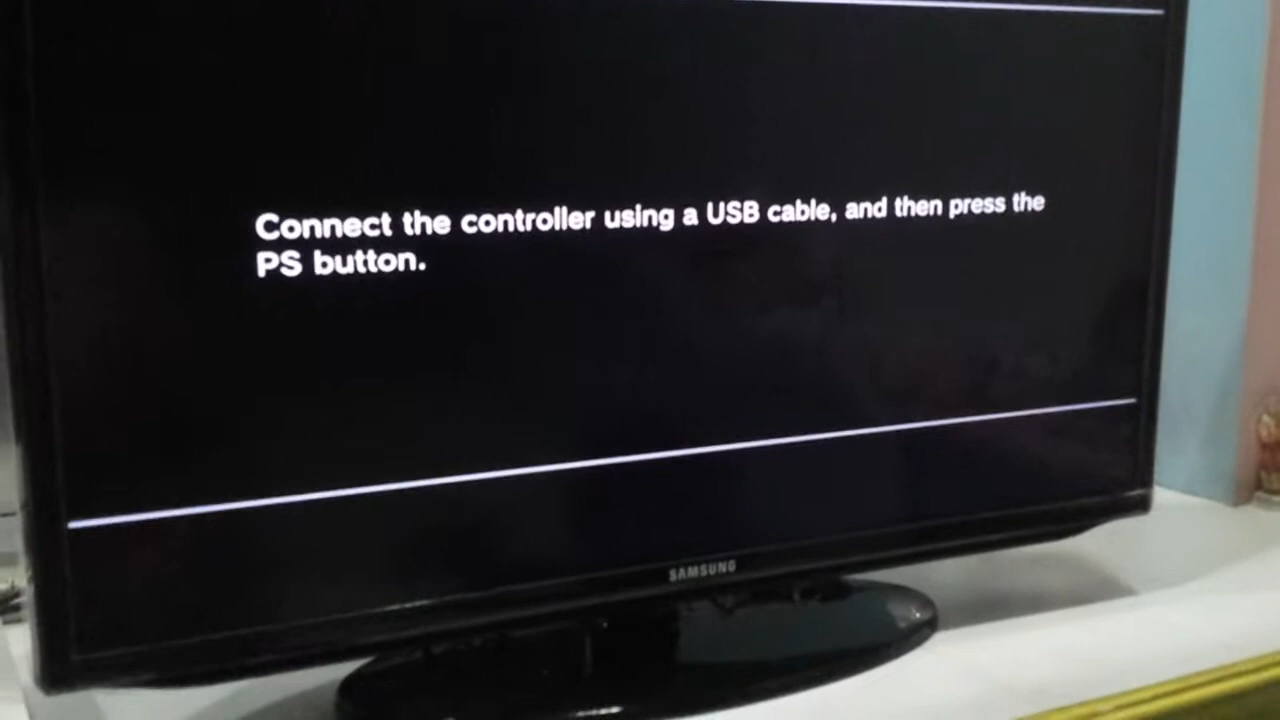 Connect the controller using a USB cable, and then press the
PS button.
SAMSUNG